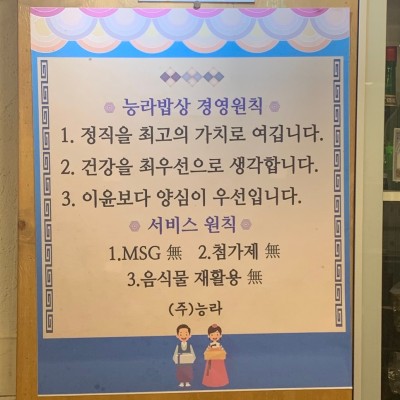 능라밥상 경영원칙
1. 정직을 최고의 가치로 여깁니다.
2. 건강을 최우선으로 생각합니다.
3. 이윤보다 양심이 우선입니다.
서비스 원칙
1.MSG 無 2.첨가제 無
3.음식물 재활용 無
(주)능라